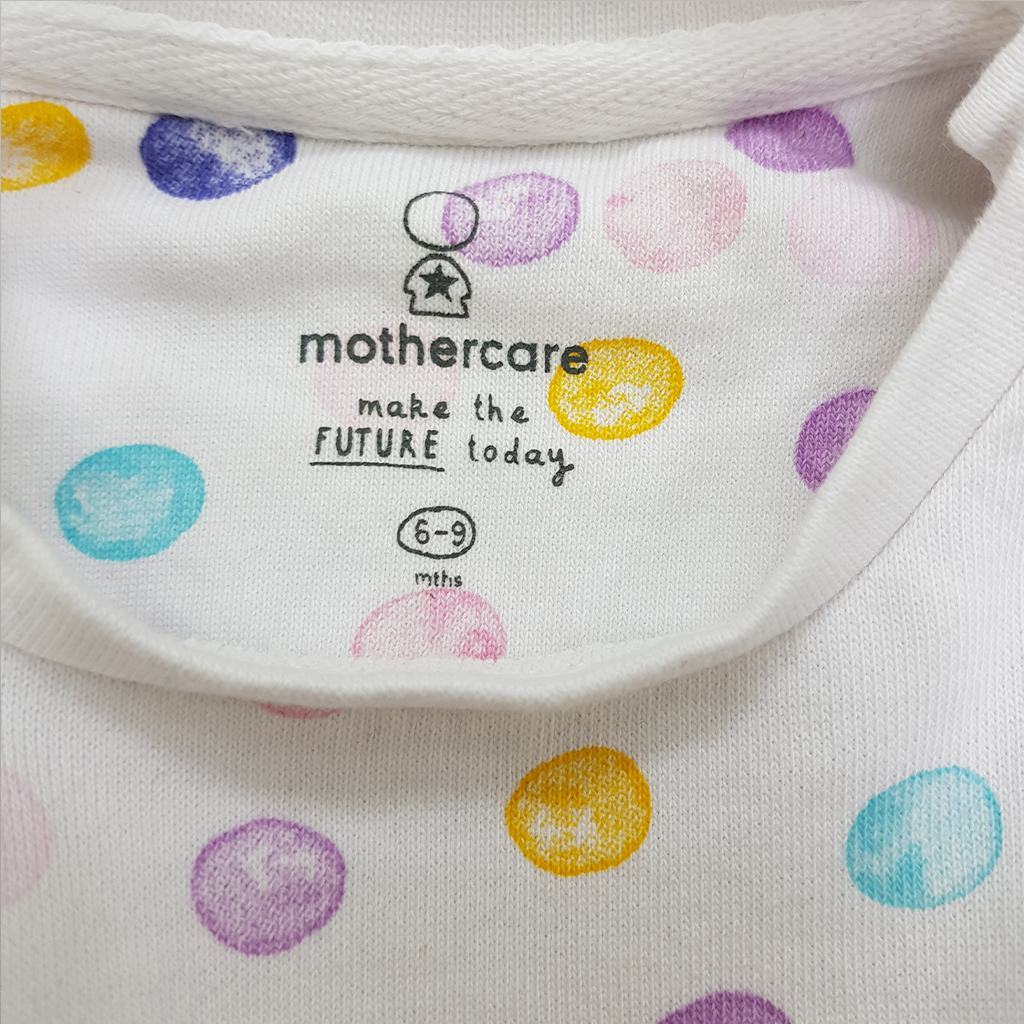 mothercare
make the
FUTURE today
6-9
mths